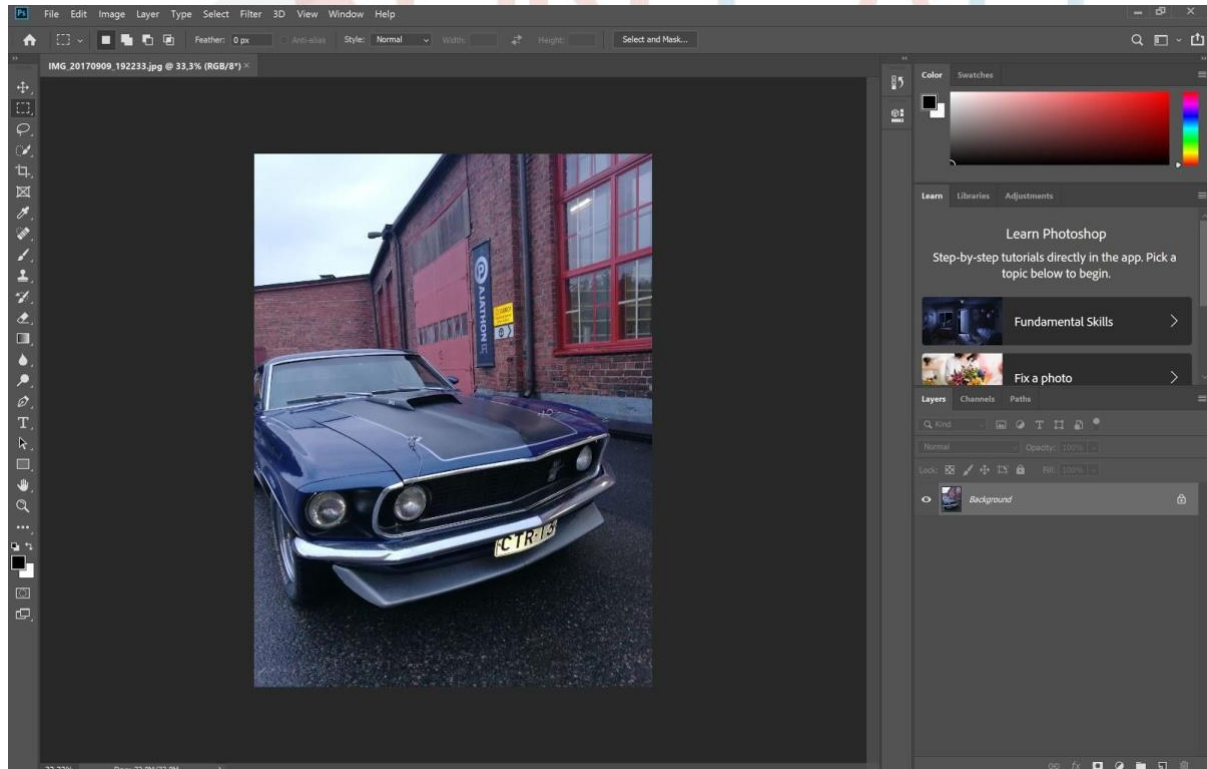 Ps File Edit Image Layer Type Select Filter 3D View Window Help
Feather: 0 px Anti-alias Style: Normal Width: Height: Select and Mask...
IMG_20170909_192233.jpg @ 33,3% (RGB/8*) ×
Color Swatches
Learn Libraries Adjustments
Learn Photoshop
Step-by-step tutorials directly in the app. Pick a
topic below to begin.
Fundamental Skills
Fix a photo
Layers Channels Paths
Kind
Normal Opacity: 100%
Lock: Fill: 100%
Background
AJATHON
CTR-13